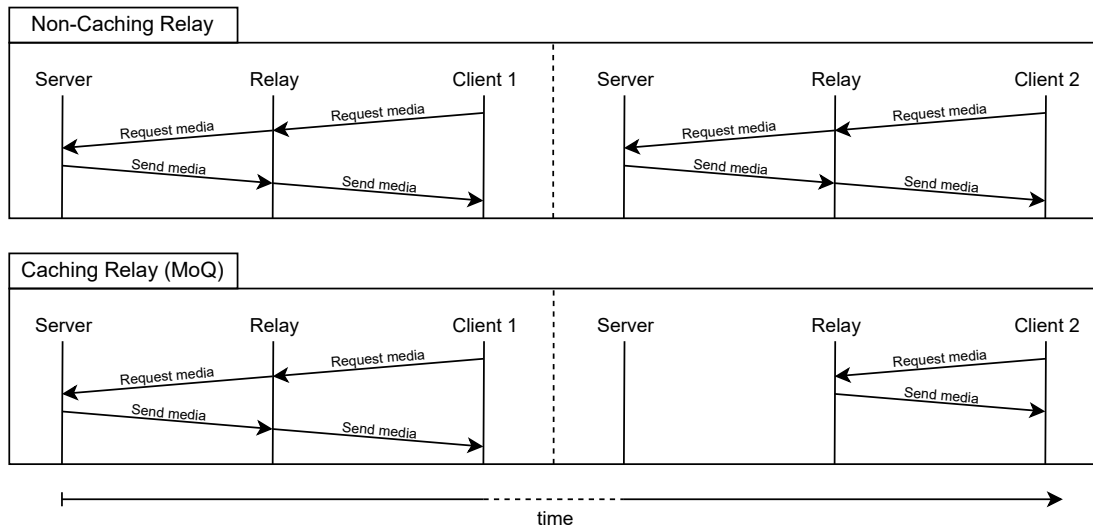 Non-Caching Relay
Server Relay Client 1 Server Relay Client 2
Request media Request media Request media Request media
Send media Send media Send media Send media
Caching Relay (MoQ)
Server Relay Client 1 Server Relay Client 2
Request media Request media Request media
Send media Send media Send media
time